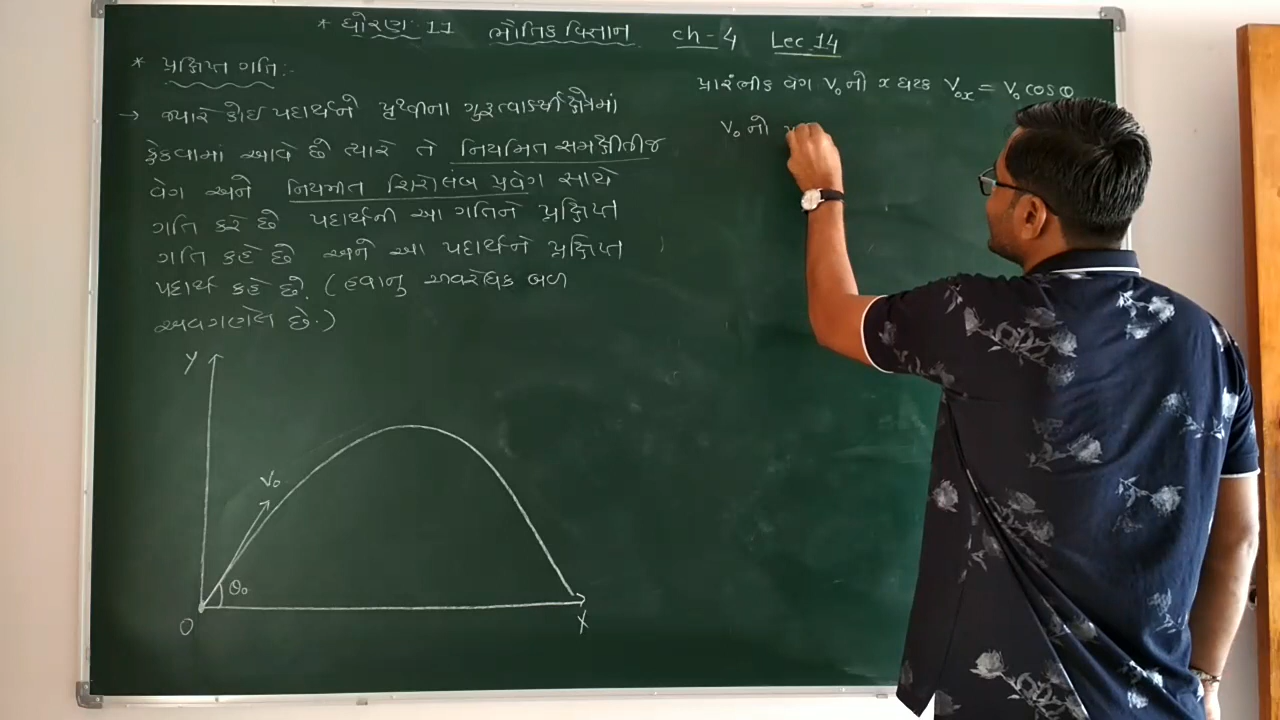 * ધોરણ : 11 ભૌતિક વિજ્ઞાન ch-4 Lec 14
* પ્રક્ષિપ્ત ગતિ:-
→ જ્યારે કોઈ પદાર્થને પૃથ્વીના ગુરુત્વાકર્ષી ક્ષેત્રમાં
ફેંકવામાં આવે છે ત્યારે તે નિયમિત સમક્ષીતીજ
વેગ અને નિયમીત શિરોલંબ પ્રવેગ સાથે
ગતિ કરે છે પદાર્થની આ ગતિને પ્રક્ષિપ્ત
ગતિ કહે છે અને આ પદાર્થને પ્રક્ષિપ્ત
પદાર્થ કહે છે. (હવાનુ અવરોધક બળ
અવગણેલ છે.)
Y
V₀
θ₀
O
X
પ્રારંભીક વેગ V₀ નો x ઘટક V₀ₓ = V₀ cos θ
V₀ નો